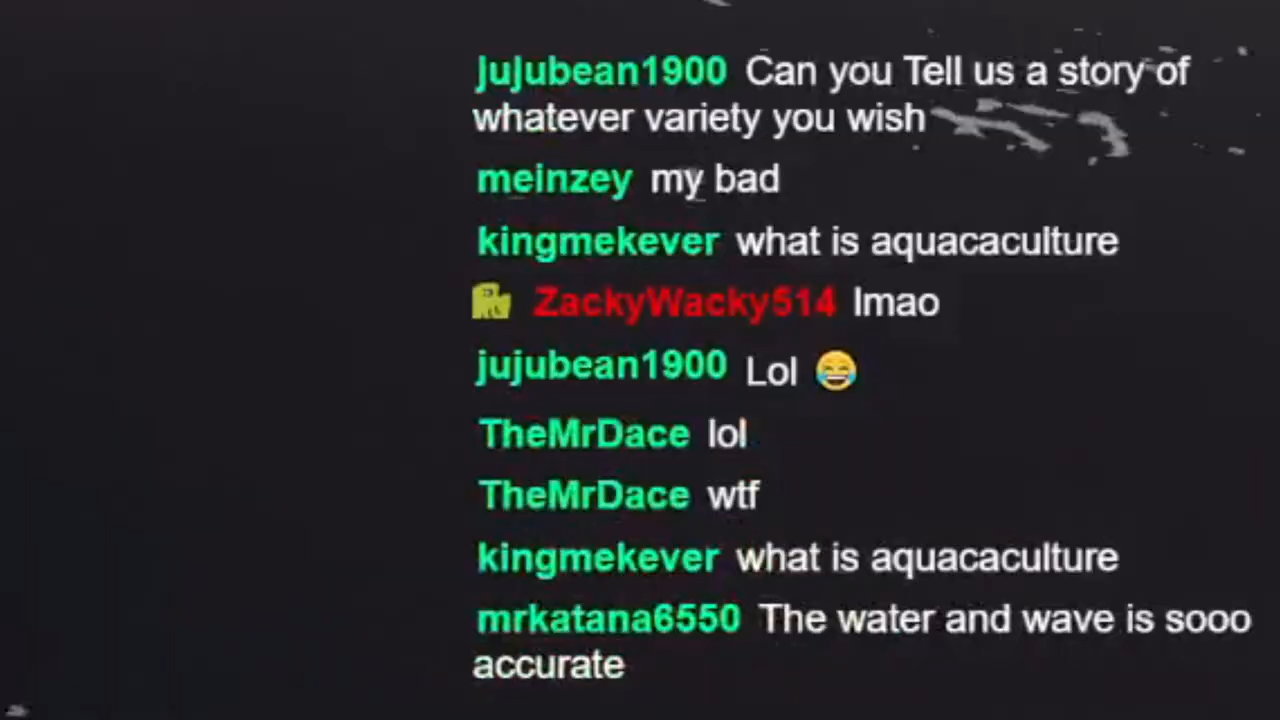 jujubean1900 Can you Tell us a story of
whatever variety you wish
meinzey my bad
kingmekever what is aquacaculture
ZackyWacky514 lmao
jujubean1900 Lol 😂
TheMrDace lol
TheMrDace wtf
kingmekever what is aquacaculture
mrkatana6550 The water and wave is sooo
accurate